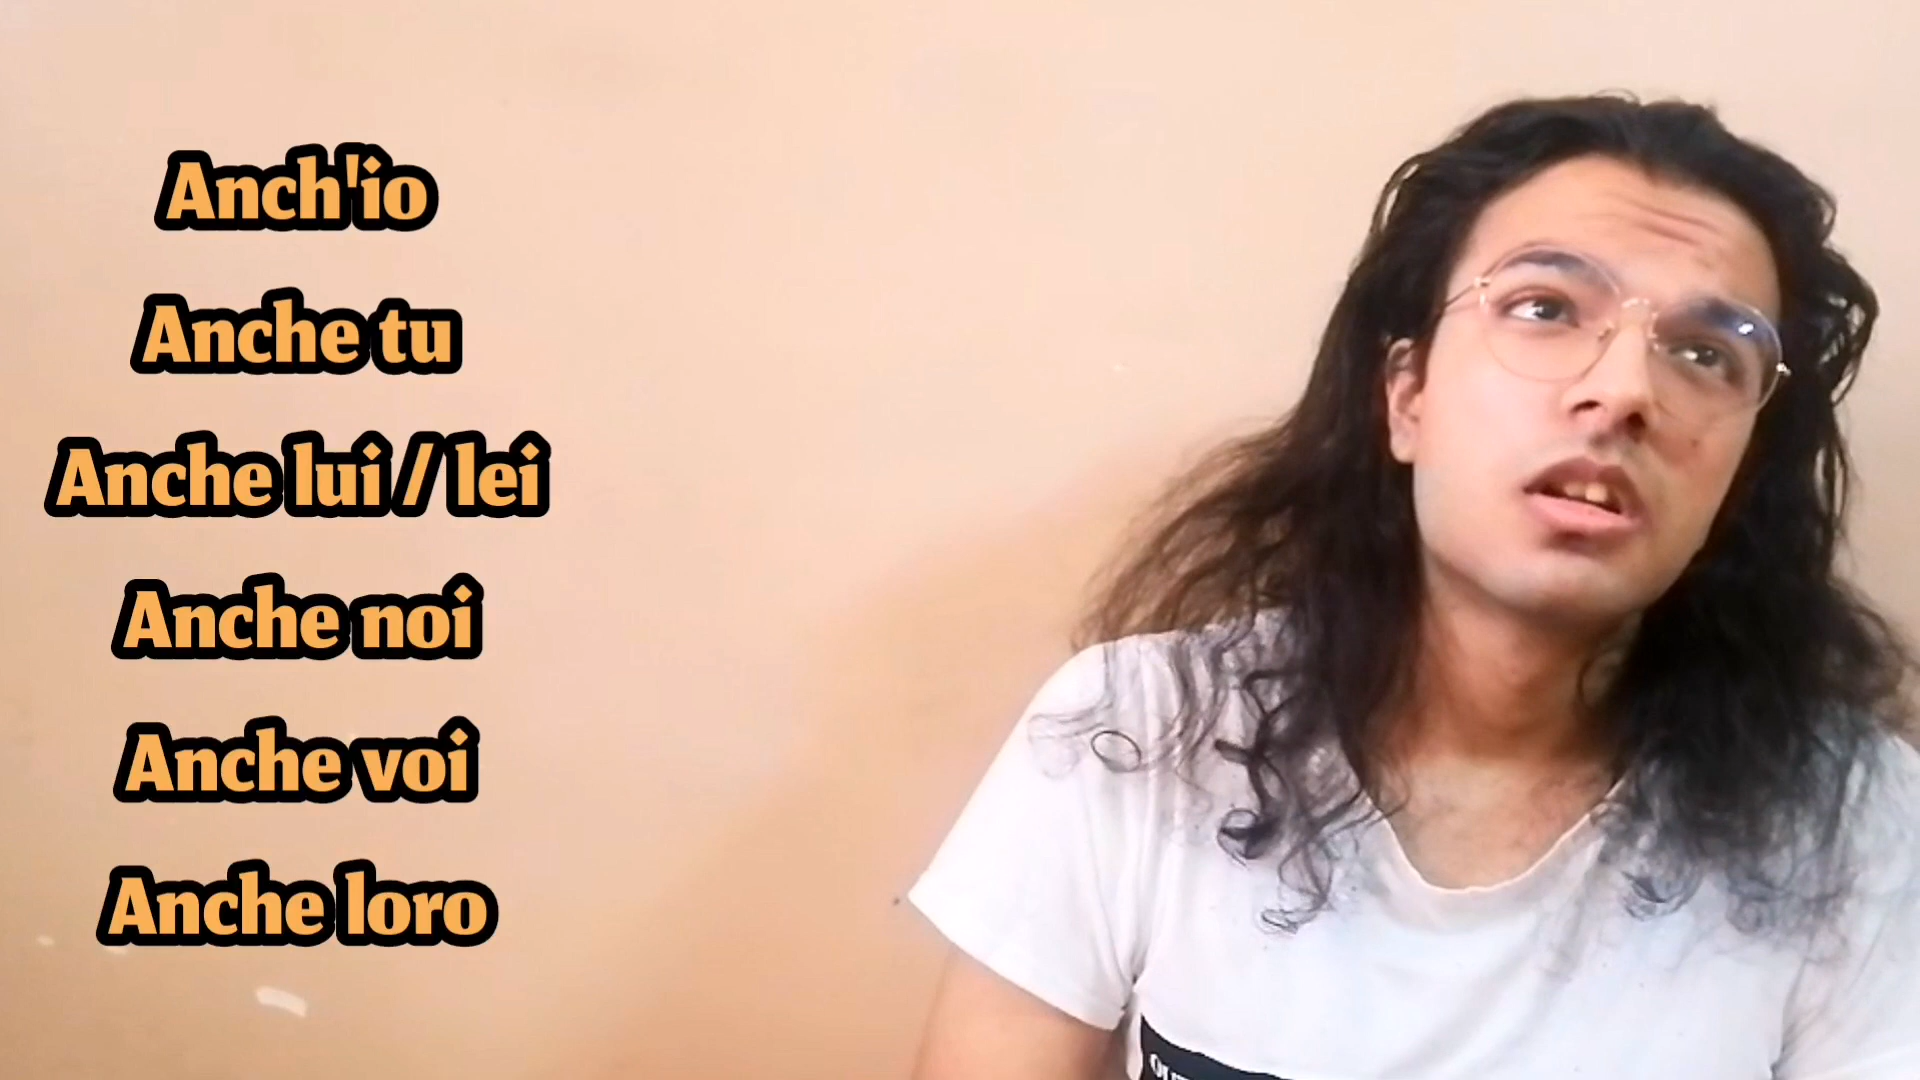 Anch'io
Anche tu
Anche lui / lei
Anche noi
Anche voi
Anche loro